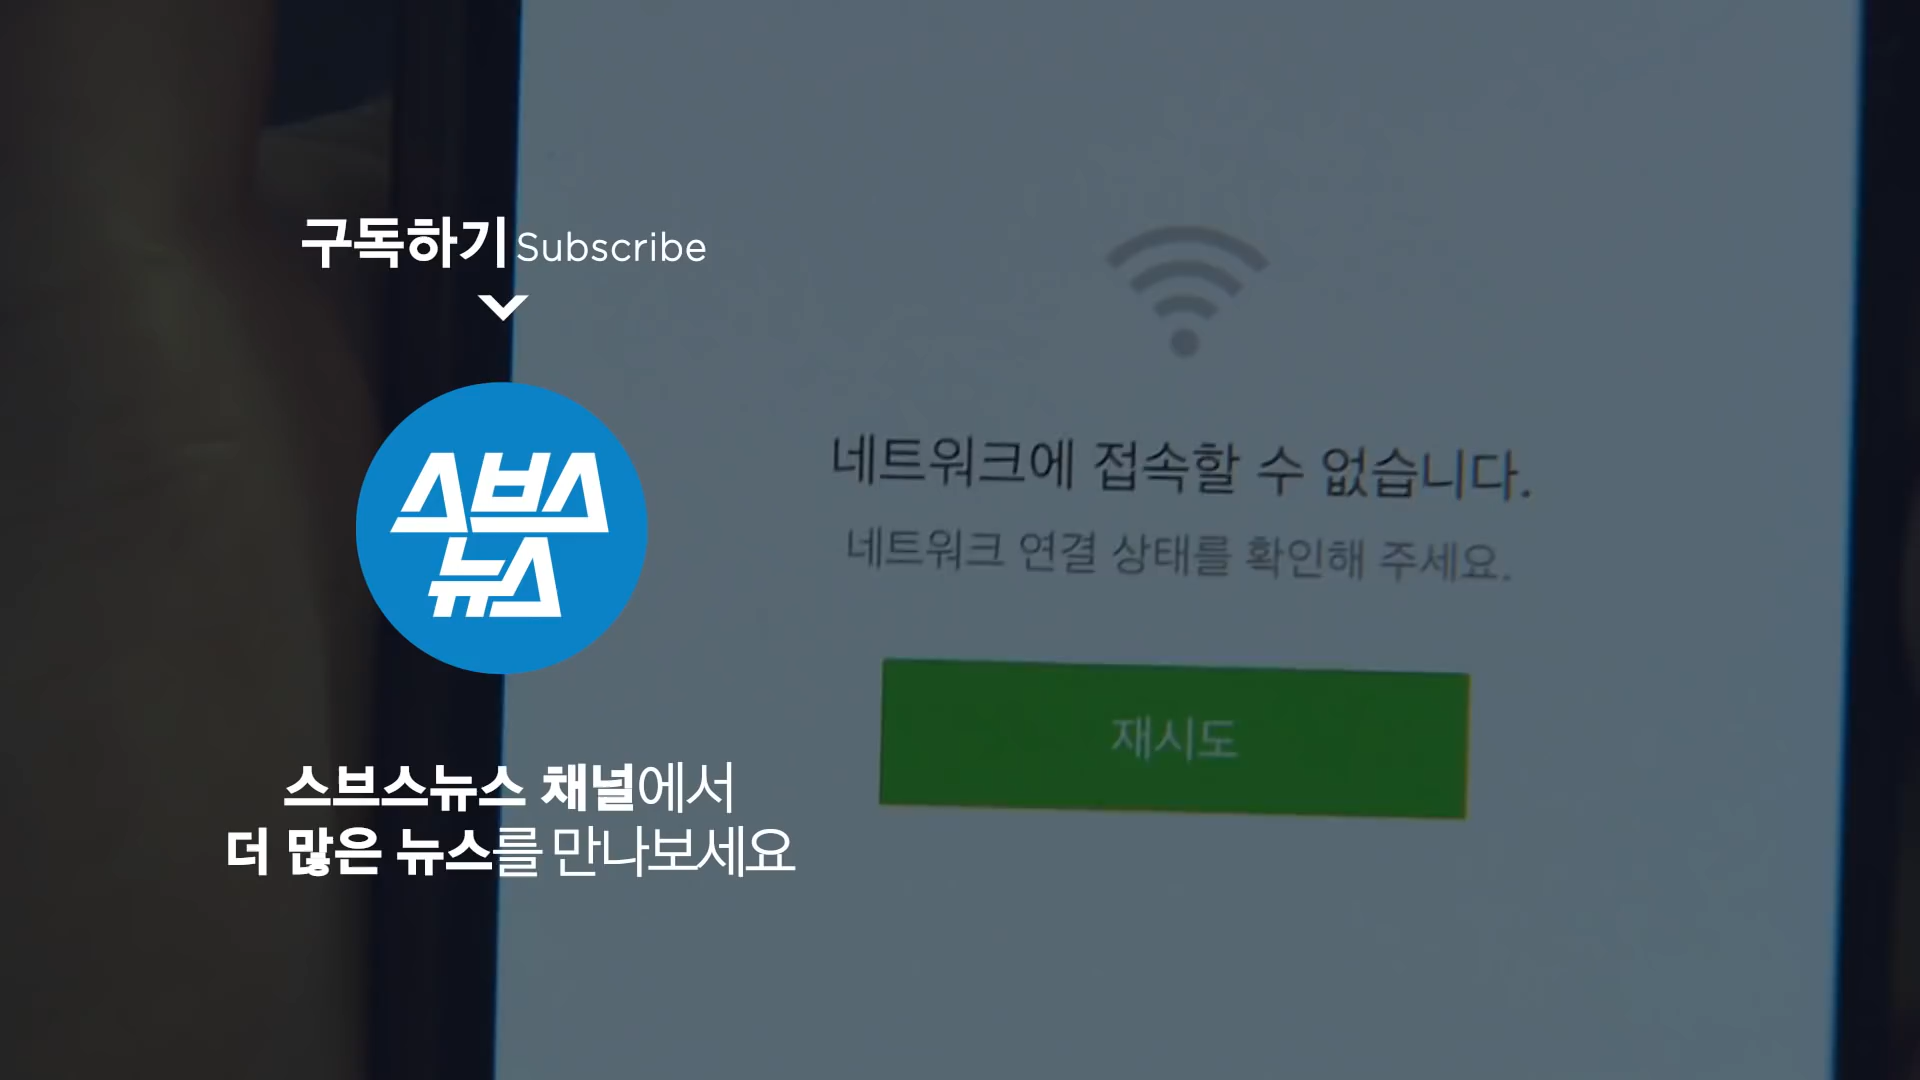 구독하기 Subscribe
스브스
뉴스
스브스뉴스 채널에서
더 많은 뉴스를 만나보세요
네트워크에 접속할 수 없습니다.
네트워크 연결 상태를 확인해 주세요.
재시도